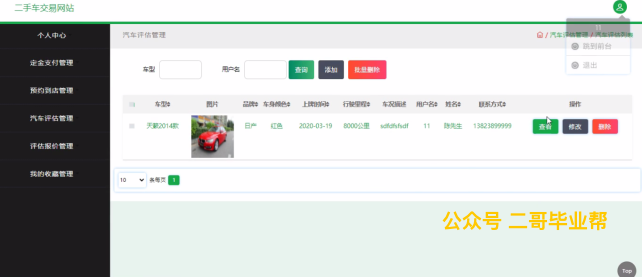 二手车交易网站
11
跳到前台
退出
个人中心
定金支付管理
预约到店管理
汽车评估管理
评估报价管理
我的收藏管理
汽车评估管理
/ 汽车评估管理 / 汽车评估列表
车型 用户名 查询 添加 批量删除
车型 图片 品牌 车身颜色 上牌时间 行驶里程 车况描述 用户名 姓名 联系方式 操作
天籁2014款 日产 红色 2020-03-19 8000公里 11 陈先生 13823899999 查看 修改 删除
10 条每页 1
公众号 二哥毕业帮
Top